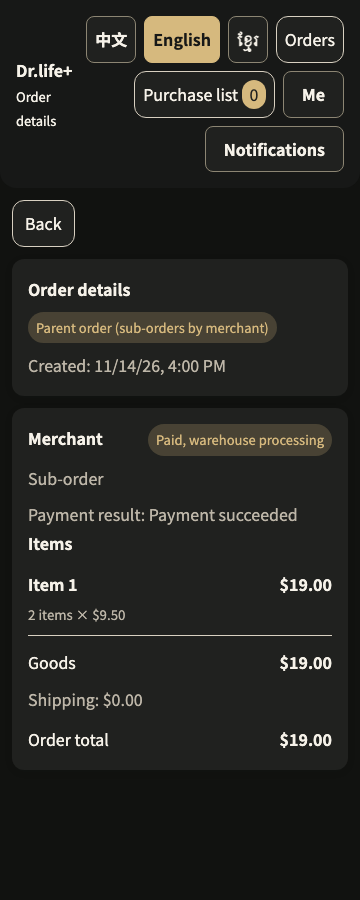 Dr.life+
Order details
中文
English
ខ្មែរ
Orders
Purchase list 0
Me
Notifications
Back
Order details
Parent order (sub-orders by merchant)
Created: 11/14/26, 4:00 PM
Merchant
Paid, warehouse processing
Sub-order
Payment result: Payment succeeded
Items
Item 1 $19.00
2 items × $9.50
Goods $19.00
Shipping: $0.00
Order total $19.00